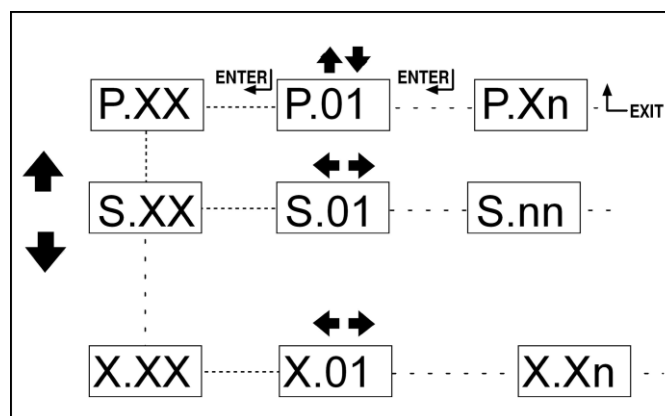 ENTER ENTER
P.XX P.01 P.Xn EXIT
S.XX S.01 S.nn
X.XX X.01 X.Xn